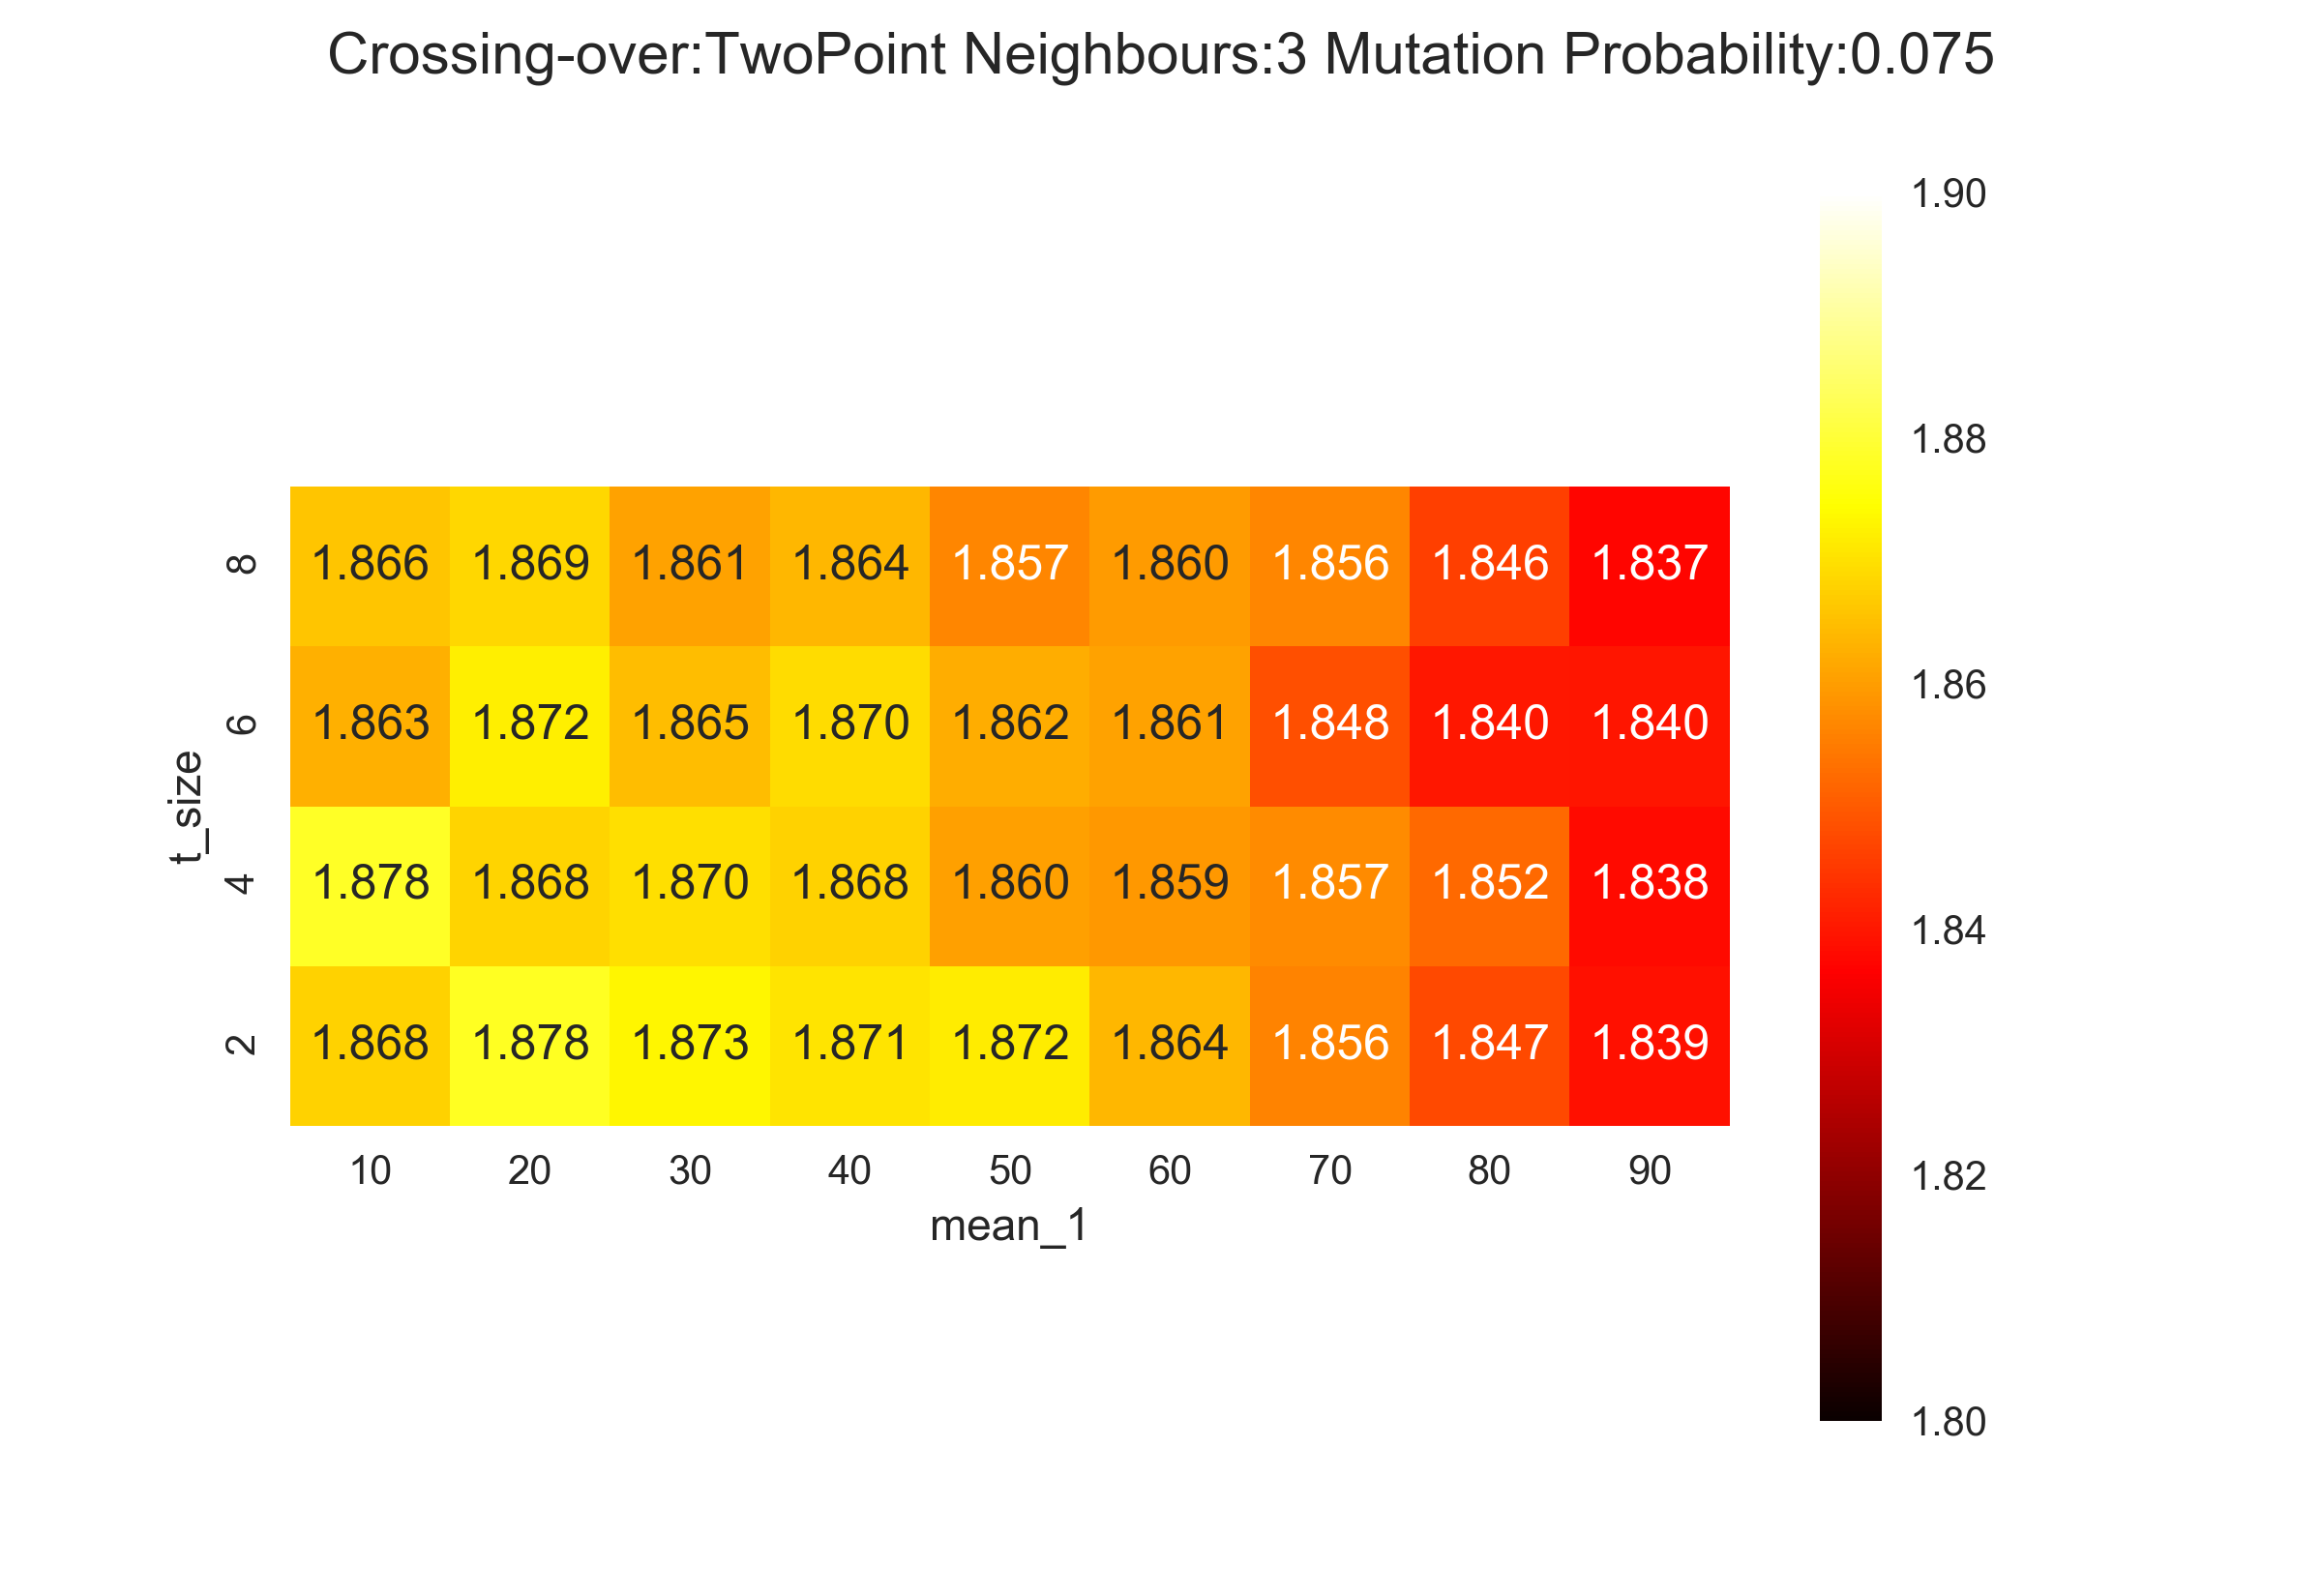 Crossing-over:TwoPoint Neighbours:3 Mutation Probability:0.075
t_size
8 1.866 1.869 1.861 1.864 1.857 1.860 1.856 1.846 1.837
6 1.863 1.872 1.865 1.870 1.862 1.861 1.848 1.840 1.840
4 1.878 1.868 1.870 1.868 1.860 1.859 1.857 1.852 1.838
2 1.868 1.878 1.873 1.871 1.872 1.864 1.856 1.847 1.839
10 20 30 40 50 60 70 80 90
mean_1
1.90
1.88
1.86
1.84
1.82
1.80